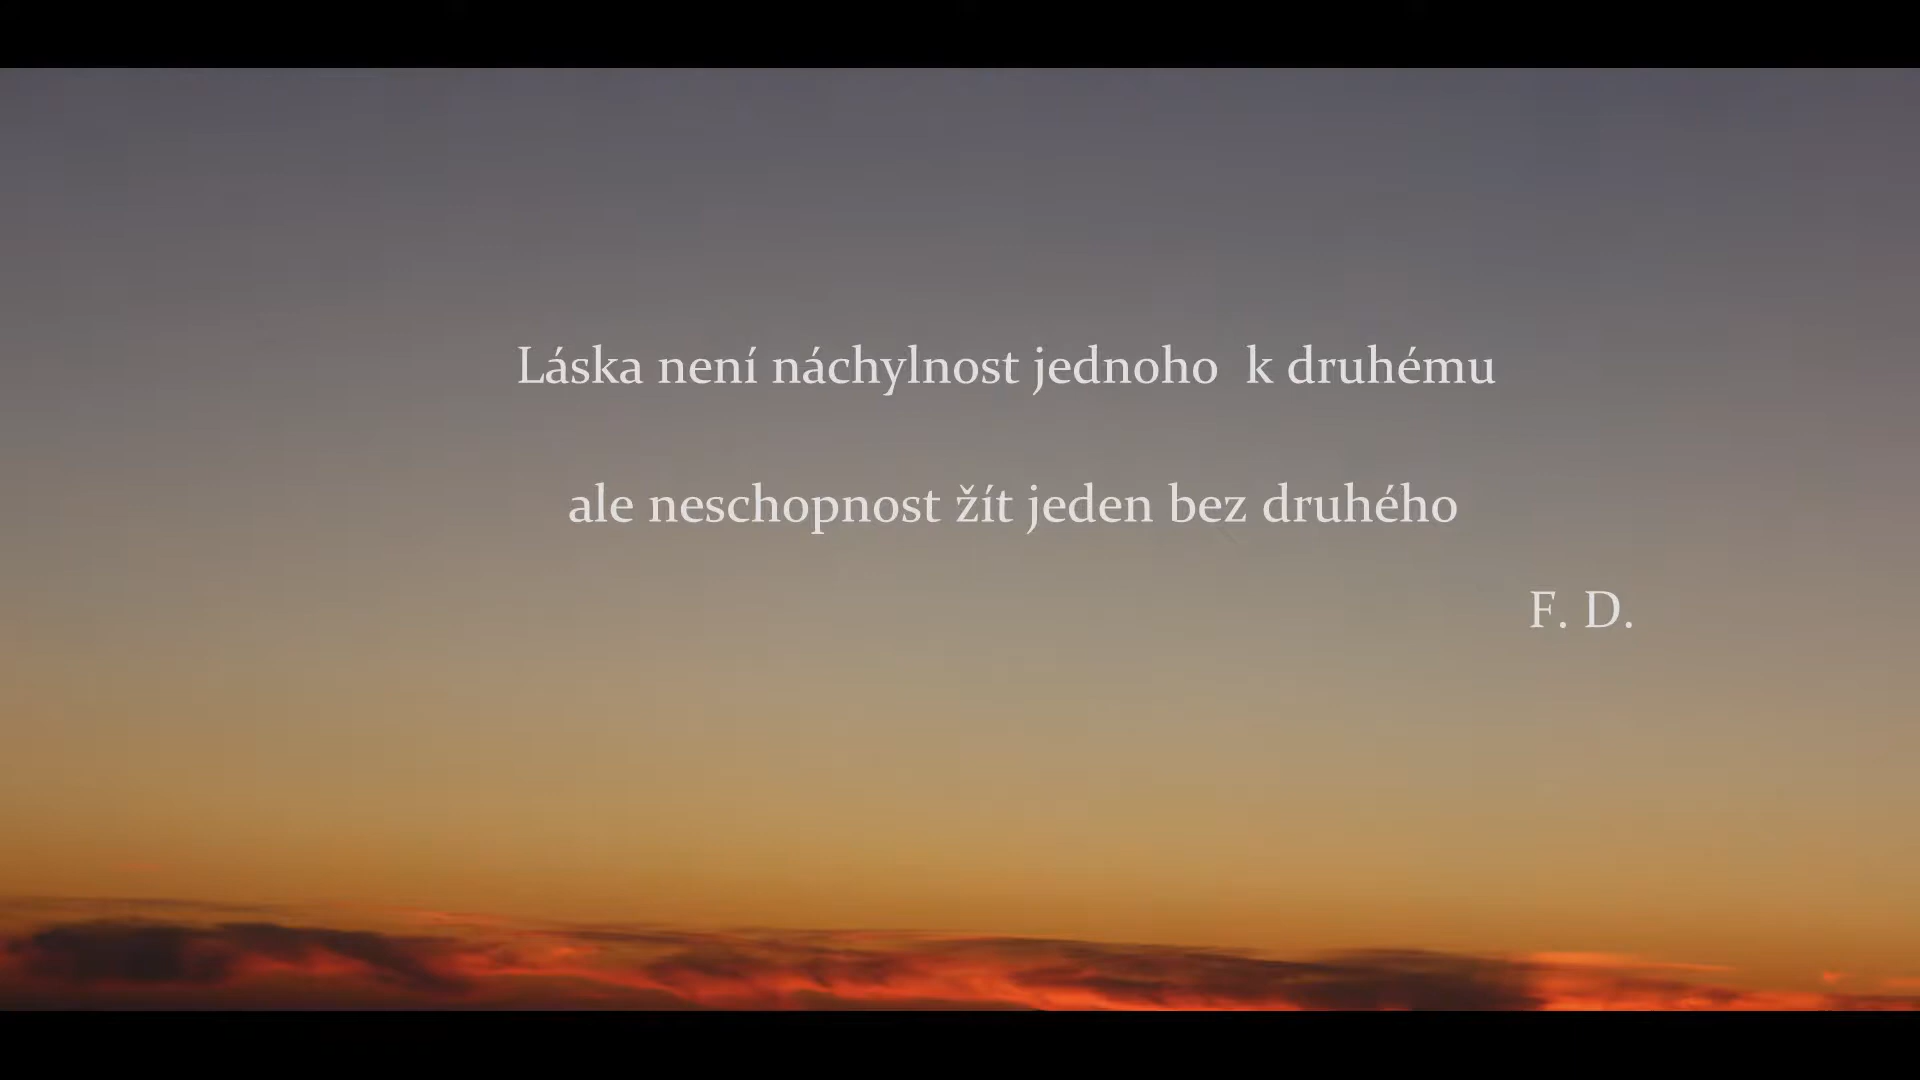 Láska není náchylnost jednoho  k druhému
ale neschopnost žít jeden bez druhého
F. D.